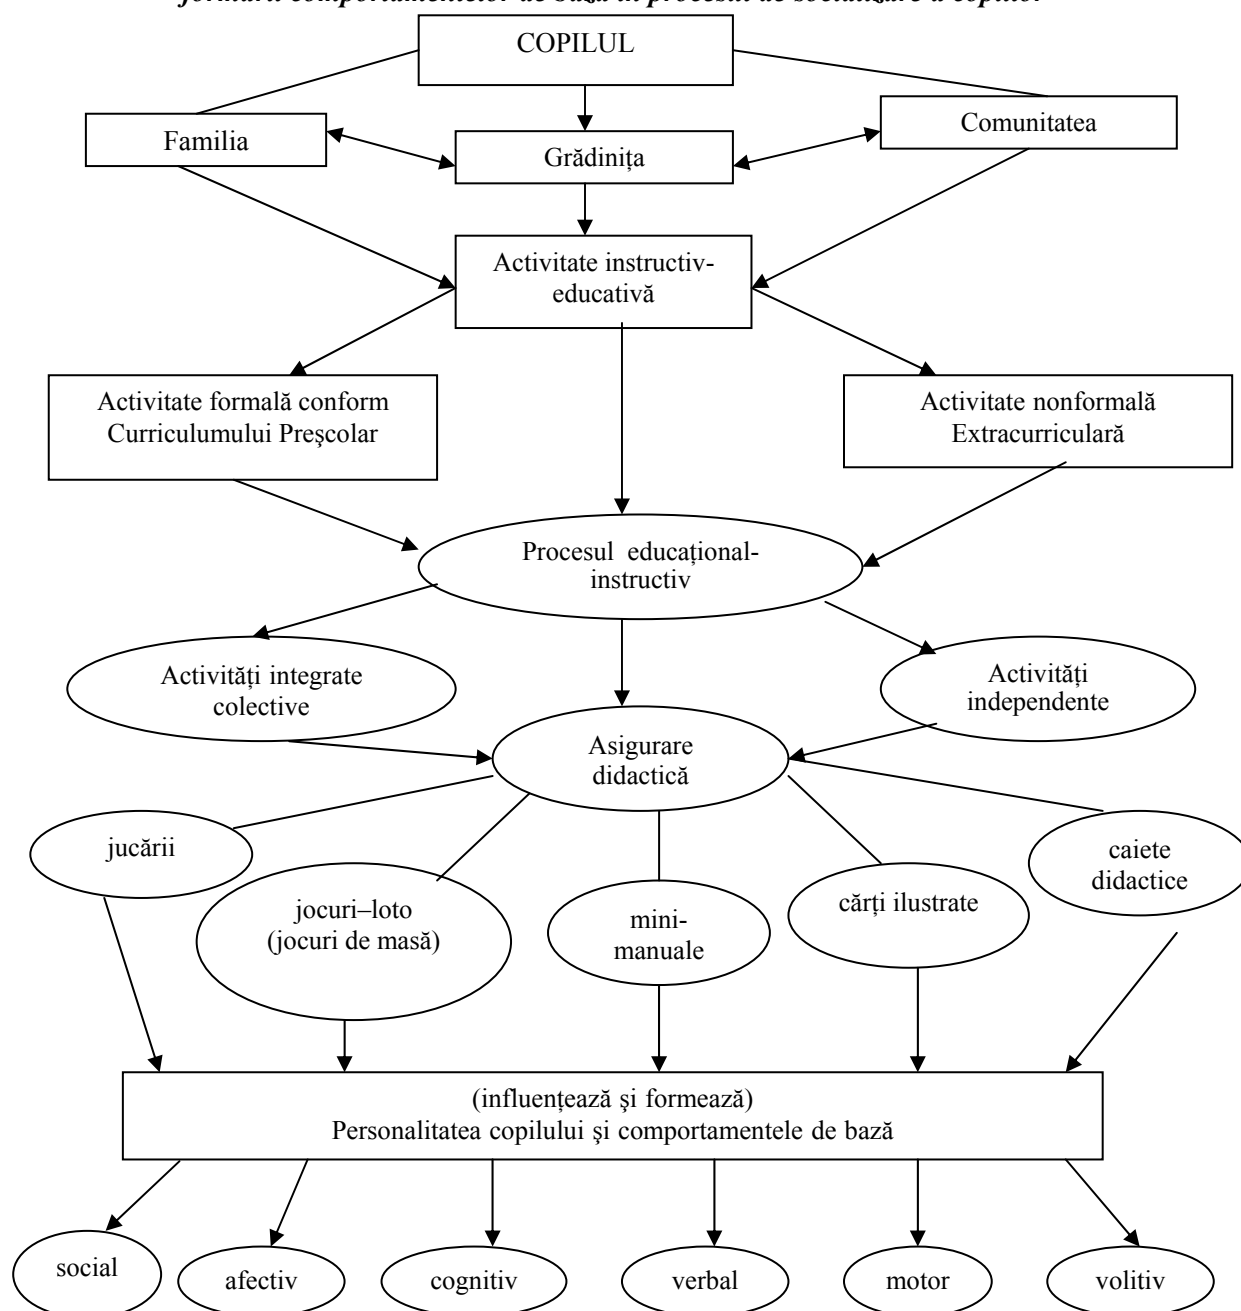 formării comportamentelor de bază în procesul de socializare a copiilor
COPILUL
Familia
Grădinița
Comunitatea
Activitate instructiv-
educativă
Activitate formală conform
Curriculumului Preşcolar
Activitate nonformală
Extracurriculară
Procesul educațional-
instructiv
Activități integrate
colective
Activități
independente
Asigurare
didactică
jucării
jocuri–loto
(jocuri de masă)
mini-
manuale
cărți ilustrate
caiete
didactice
(influențează şi formează)
Personalitatea copilului şi comportamentele de bază
social
afectiv
cognitiv
verbal
motor
volitiv